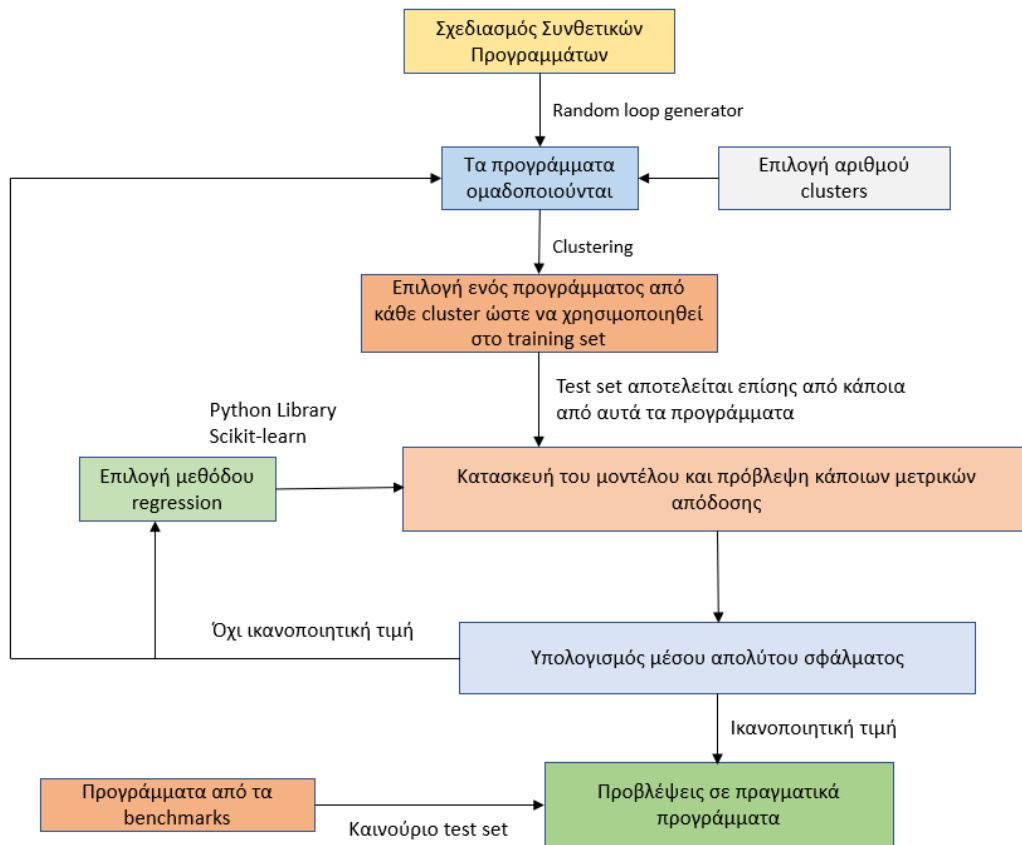 Σχεδιασμός Συνθετικών
Προγραμμάτων
Random loop generator
Τα προγράμματα
ομαδοποιούνται
Επιλογή αριθμού
clusters
Clustering
Επιλογή ενός προγράμματος από
κάθε cluster ώστε να χρησιμοποιηθεί
στο training set
Test set αποτελείται επίσης από κάποια
από αυτά τα προγράμματα
Python Library
Scikit-learn
Επιλογή μεθόδου
regression
Κατασκευή του μοντέλου και πρόβλεψη κάποιων μετρικών
απόδοσης
Όχι ικανοποιητική τιμή
Υπολογισμός μέσου απολύτου σφάλματος
Ικανοποιητική τιμή
Προγράμματα από τα
benchmarks
Καινούριο test set
Προβλέψεις σε πραγματικά
προγράμματα